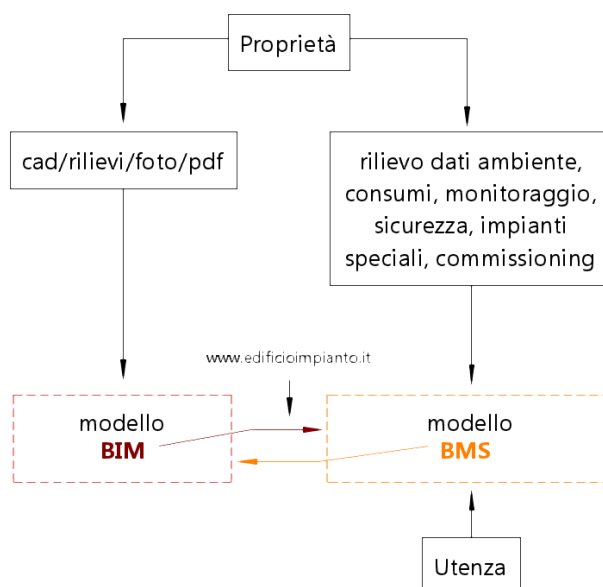 Proprietà
cad/rilievi/foto/pdf
rilievo dati ambiente,
consumi, monitoraggio,
sicurezza, impianti
speciali, commissioning
www.edificioimpianto.it
modello
BIM
modello
BMS
Utenza